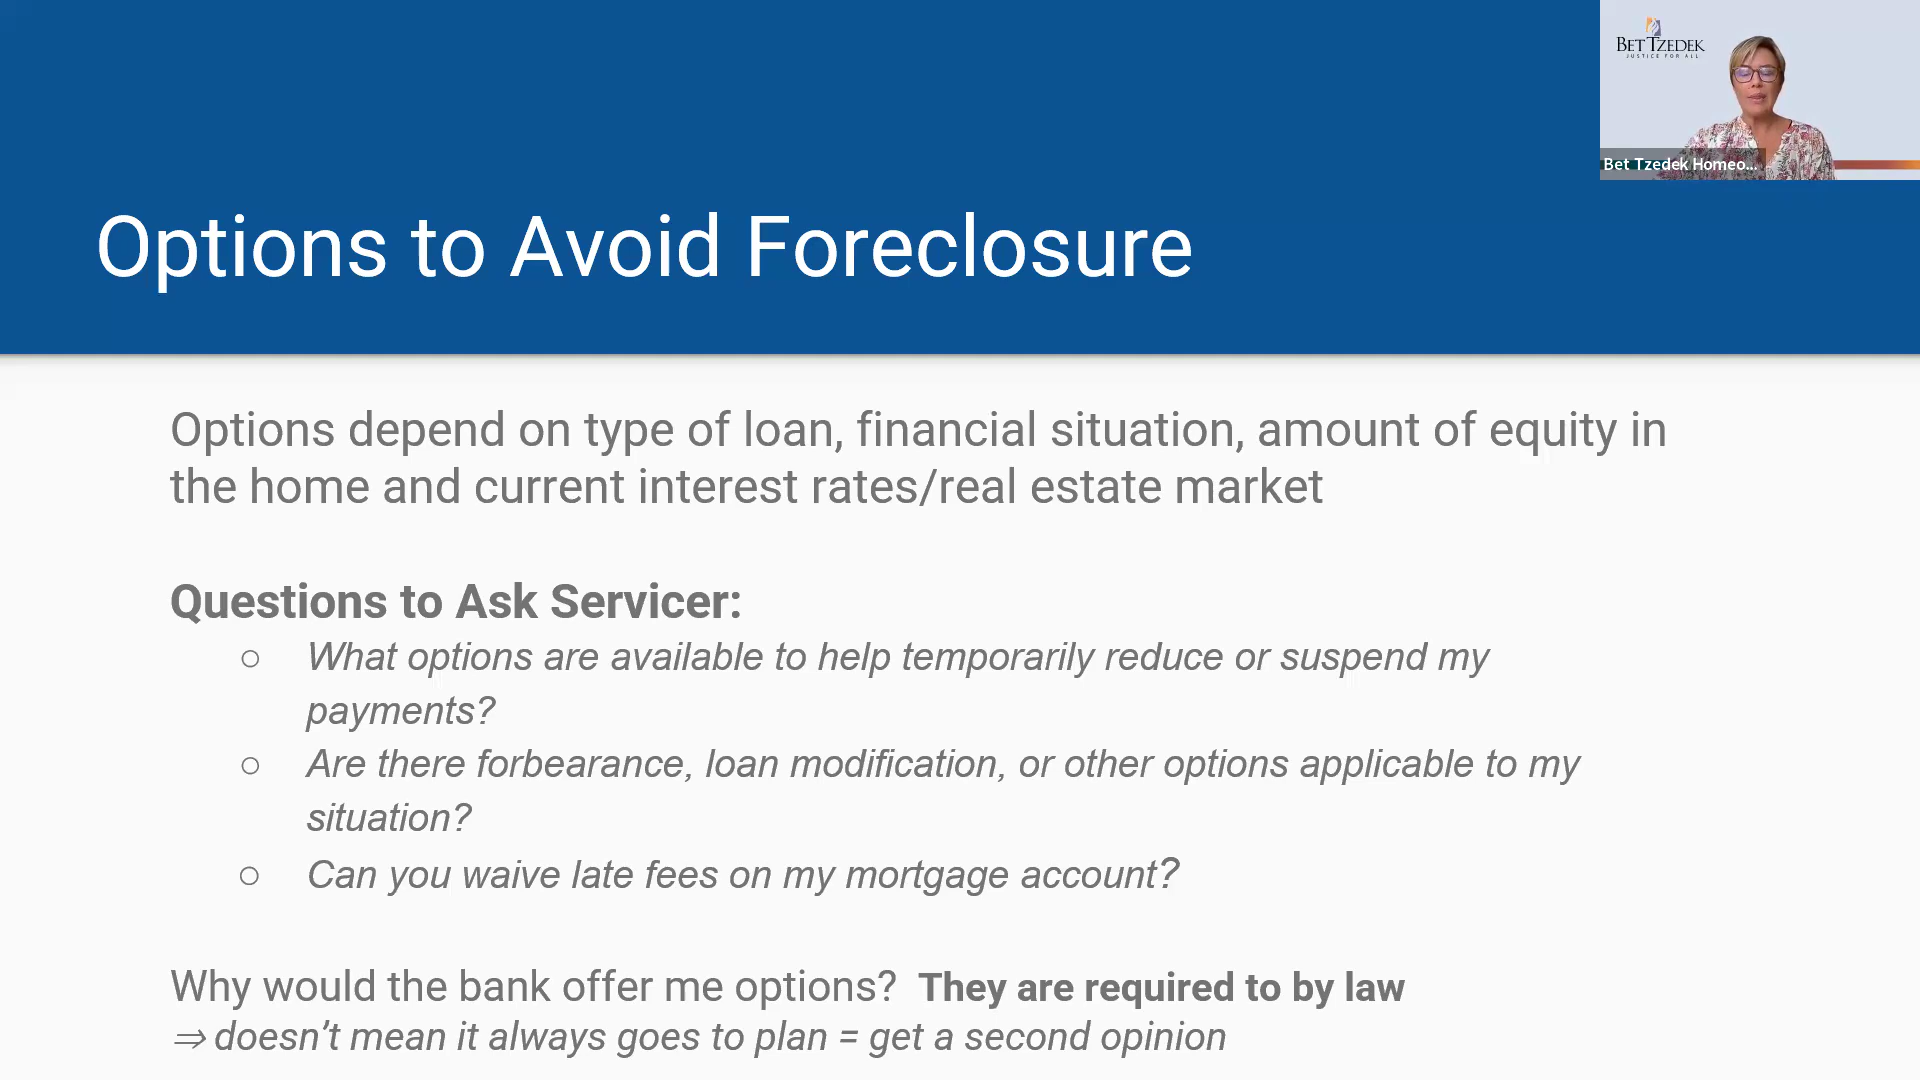 BET TZEDEK
JUSTICE FOR ALL
Bet Tzedek Homeo...
Options to Avoid Foreclosure
Options depend on type of loan, financial situation, amount of equity in
the home and current interest rates/real estate market
Questions to Ask Servicer:
○ What options are available to help temporarily reduce or suspend my
payments?
○ Are there forbearance, loan modification, or other options applicable to my
situation?
○ Can you waive late fees on my mortgage account?
Why would the bank offer me options? They are required to by law
⇒ doesn’t mean it always goes to plan = get a second opinion